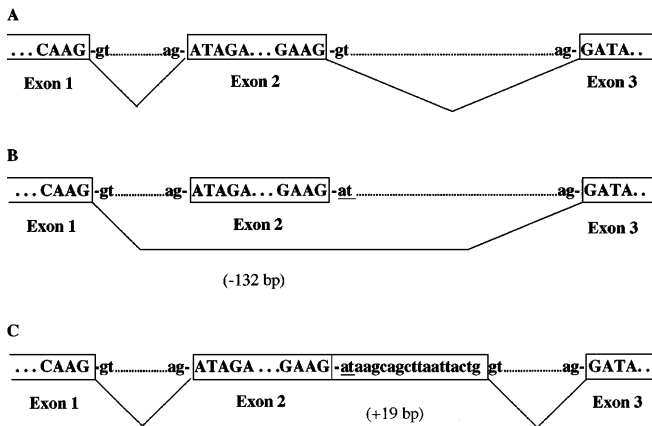 A
...CAAG -gt..............ag- ATAGA...GAAG -gt..........................................ag- GATA..
Exon 1 Exon 2 Exon 3
B
...CAAG -gt..............ag- ATAGA...GAAG -at ..........................................ag- GATA..
Exon 1 Exon 2 Exon 3
(-132 bp)
C
...CAAG gt..............ag- ATAGA ...GAAG -ataagcagcttaattactg gt..............ag- GATA..
Exon 1 Exon 2 Exon 3
(+19 bp)